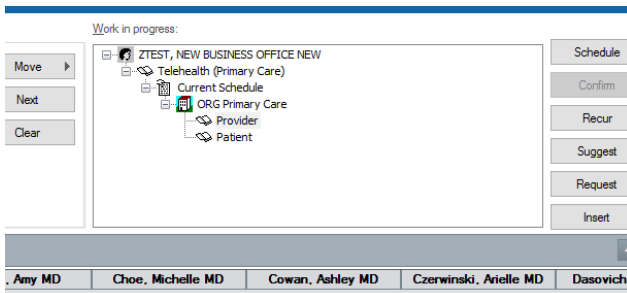 Work in progress:
Move
Next
Clear
ZTEST, NEW BUSINESS OFFICE NEW
Telehealth (Primary Care)
Current Schedule
ORG Primary Care
Provider
Patient
Schedule
Confirm
Recur
Suggest
Request
Insert
, Amy MD Choe, Michelle MD Cowan, Ashley MD Czerwinski, Arielle MD Dasovich